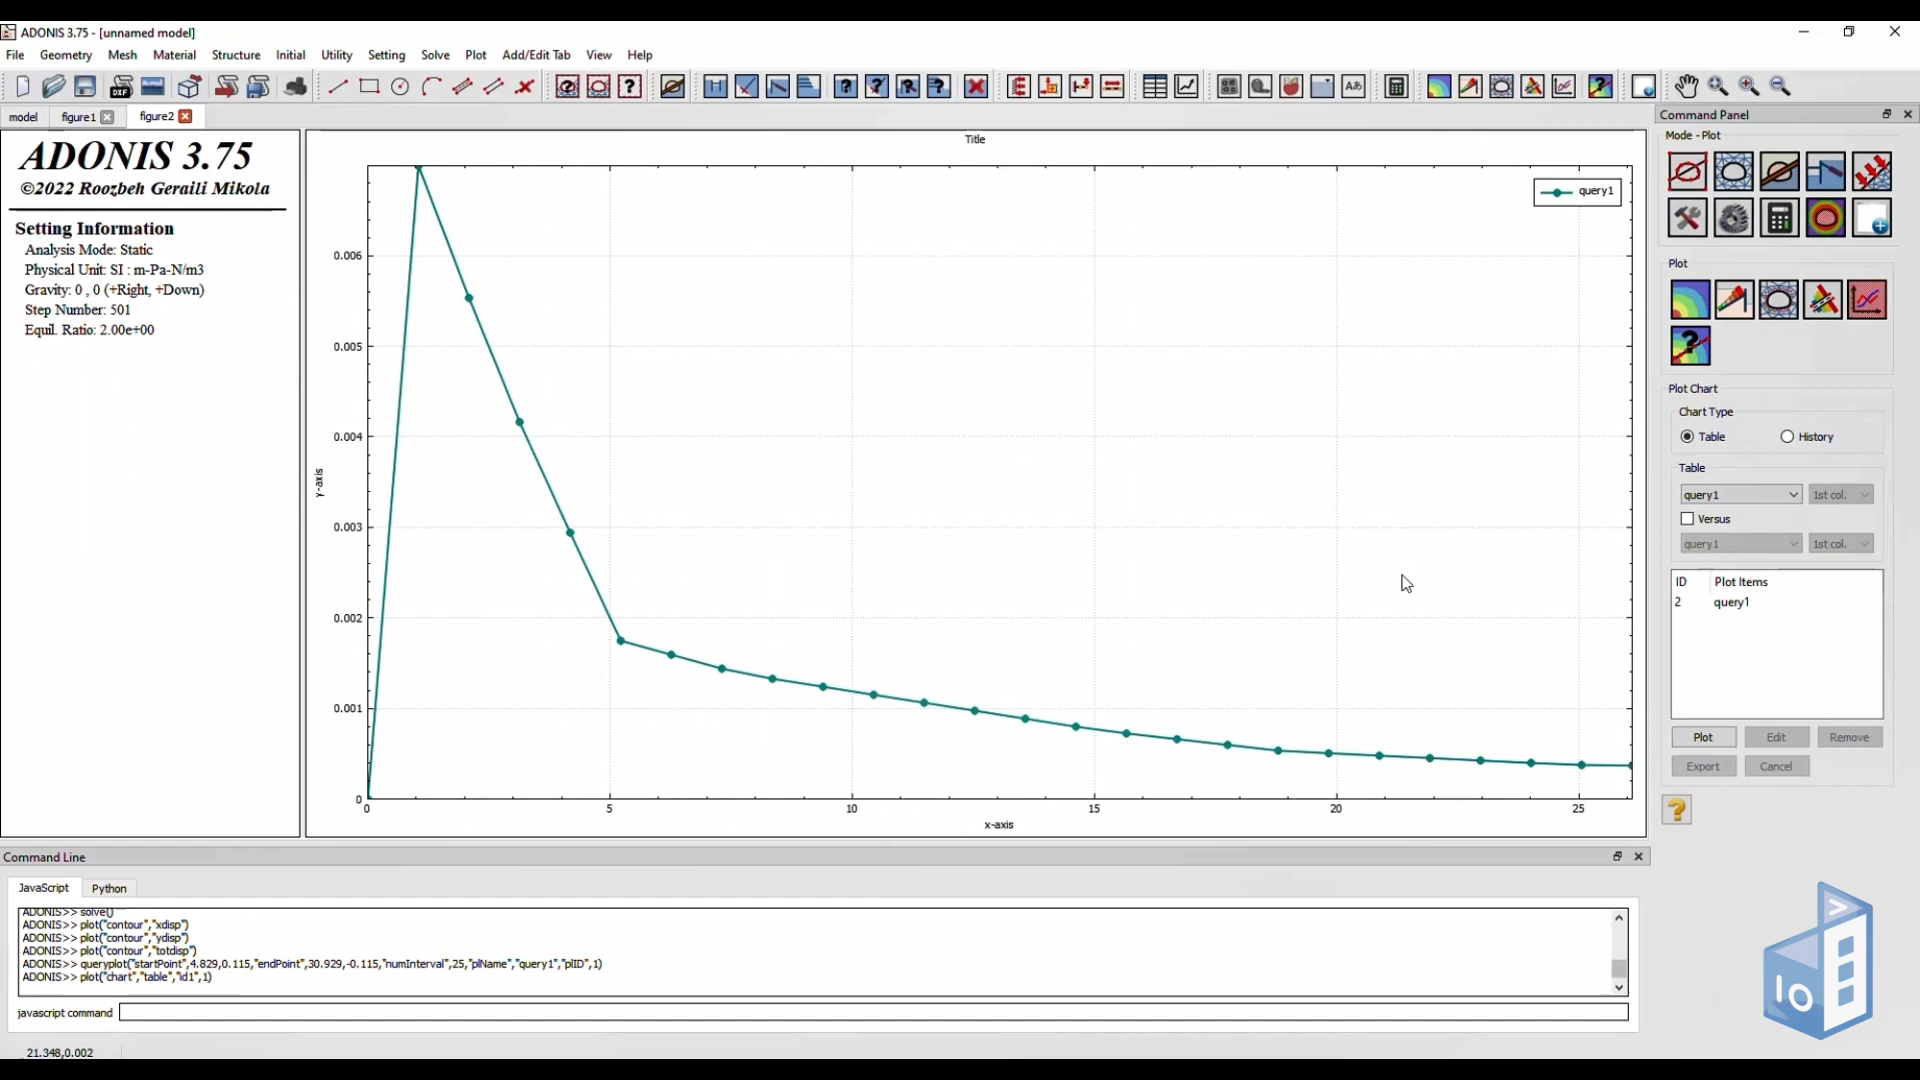 ADONIS 3.75 - [unnamed model]
File Geometry Mesh Material Structure Initial Utility Setting Solve Plot Add/Edit Tab View Help
DXF
model figure1 figure2
ADONIS 3.75
©2022 Roozbeh Geraili Mikola
Setting Information
Analysis Mode: Static
Physical Unit: SI : m-Pa-N/m3
Gravity: 0 , 0 (+Right, +Down)
Step Number: 501
Equil. Ratio: 2.00e+00
Title
query1
0.006
0.005
0.004
y-axis
0.003
0.002
0.001
0
0 5 10 15 20 25
x-axis
Command Panel
Mode - Plot
Plot
Plot Chart
Chart Type
Table History
Table
query1 1st col.
Versus
query1 1st col.
ID Plot Items
2 query1
Plot Edit Remove
Export Cancel
Command Line
JavaScript Python
ADONIS>> solve()
ADONIS>> plot("contour","xdisp")
ADONIS>> plot("contour","ydisp")
ADONIS>> plot("contour","totdisp")
ADONIS>> queryplot("startPoint",4.829,0.115,"endPoint",30.929,-0.115,"numInterval",25,"plName","query1","plID",1)
ADONIS>> plot("chart","table","id1",1)
javascript command
21.348,0.002
Io